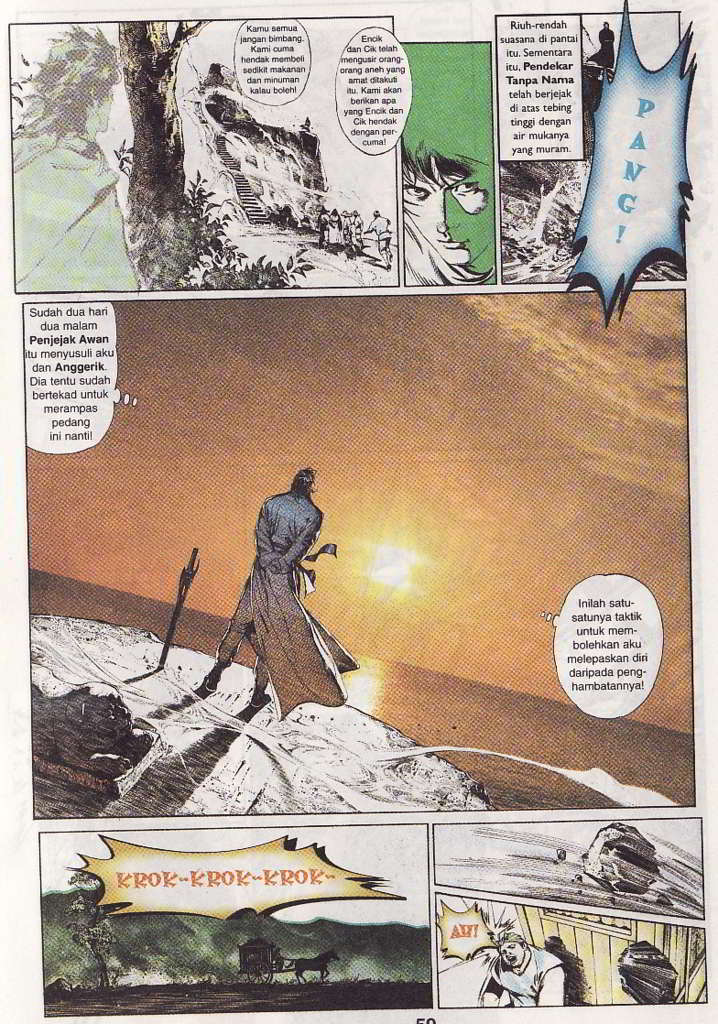 Kamu semua
jangan bimbang.
Kami cuma
hendak membeli
sedikit makanan
dan minuman
kalau boleh!
Encik
dan Cik telah
mengusir orang-
orang aneh yang
amat ditakuti
itu. Kami akan
berikan apa
yang Encik dan
Cik hendak
dengan per-
cuma!
Riuh-rendah
suasana di pantai
itu. Sementara
itu, Pendekar
Tanpa Nama
telah berjejak
di atas tebing
tinggi dengan
air mukanya
yang muram.
PANG!
Sudah dua hari
dua malam
Penjejak Awan
itu menyusuli aku
dan Anggerik.
Dia tentu sudah
bertekad untuk
merampas
pedang
ini nanti!
Inilah satu-
satunya taktik
untuk mem-
bolehkan aku
melepaskan diri
daripada peng-
hambatannya!
KROK--KROK--KROK--
AH!
59